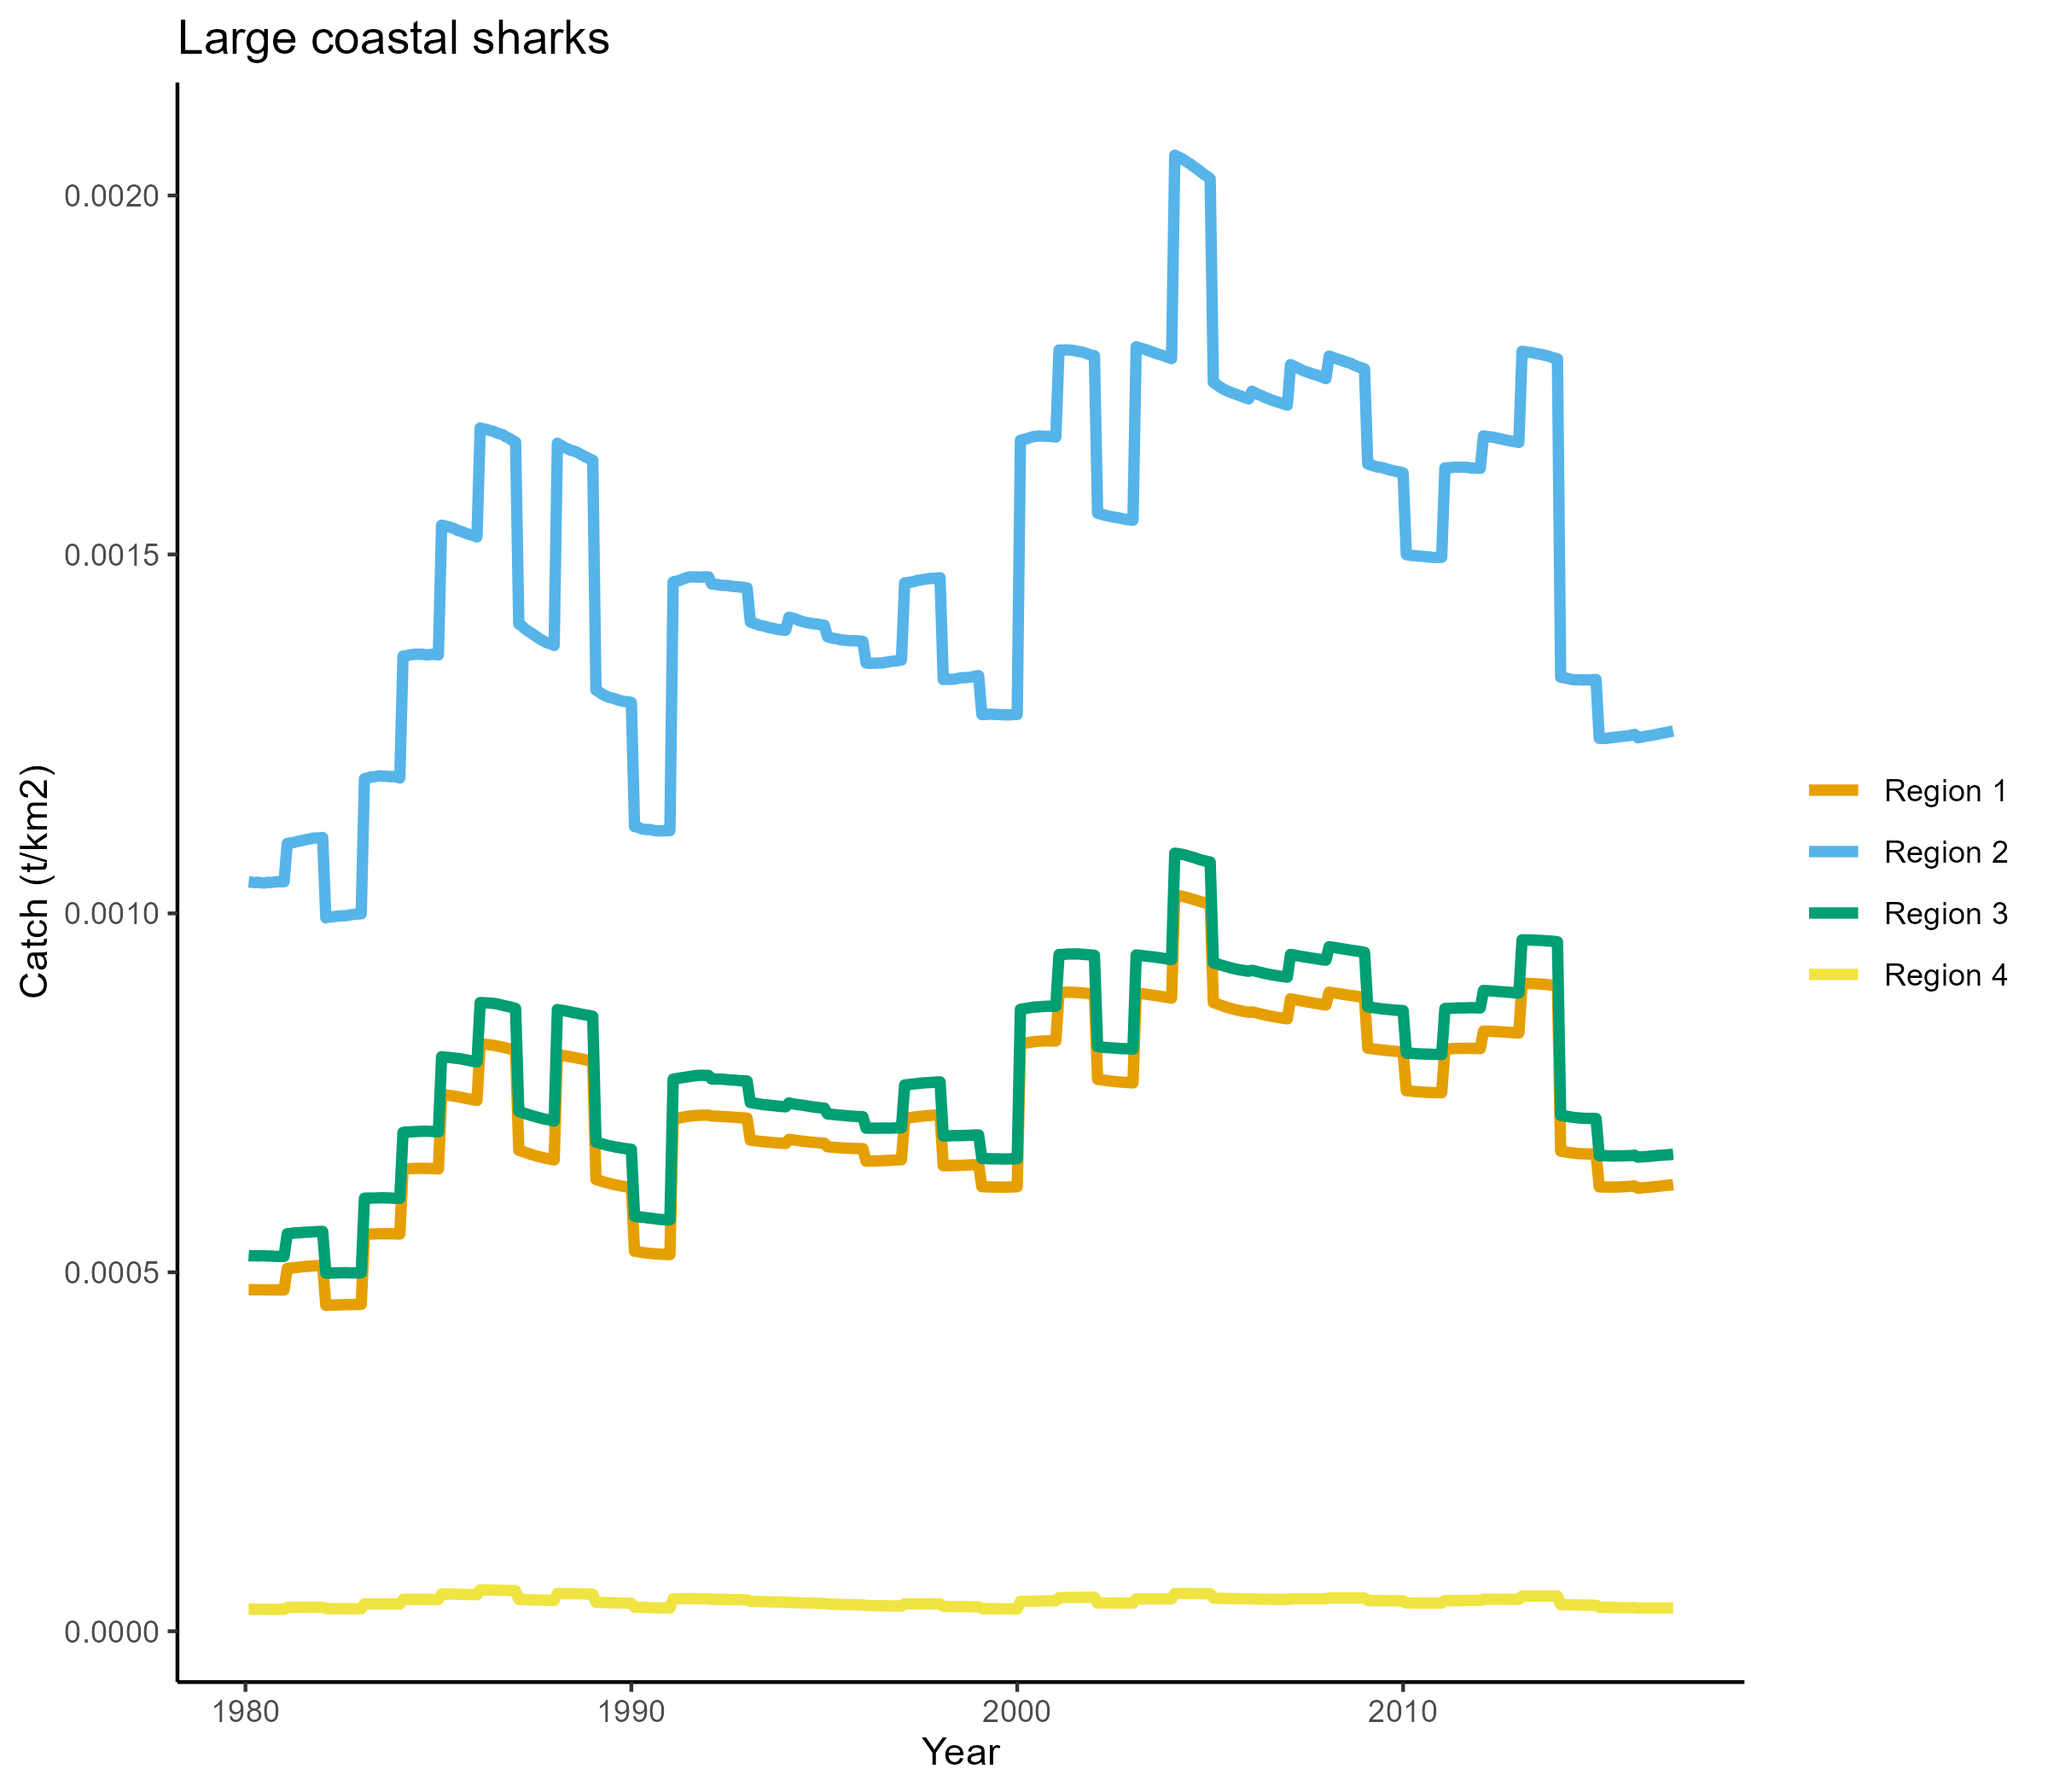 Large coastal sharks
Catch (t/km2)
0.0020
0.0015
0.0010
0.0005
0.0000
1980 1990 2000 2010
Year
Region 1
Region 2
Region 3
Region 4